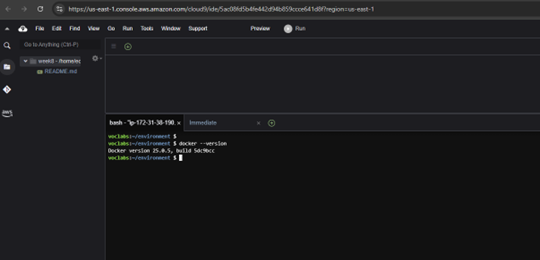 https://us-east-1.console.aws.amazon.com/cloud9/ide/5ac08fd5b4fe442d94b859ccce641d8f?region=us-east-1
File Edit Find View Go Run Tools Window Support Preview Run
Go to Anything (Ctrl-P)
README.md
aws
bash - "ip-172-31-38-190. × Immediate ×
voclabs:~/environment $
voclabs:~/environment $ docker --version
Docker version 25.0.5, build 5dc9bcc
voclabs:~/environment $